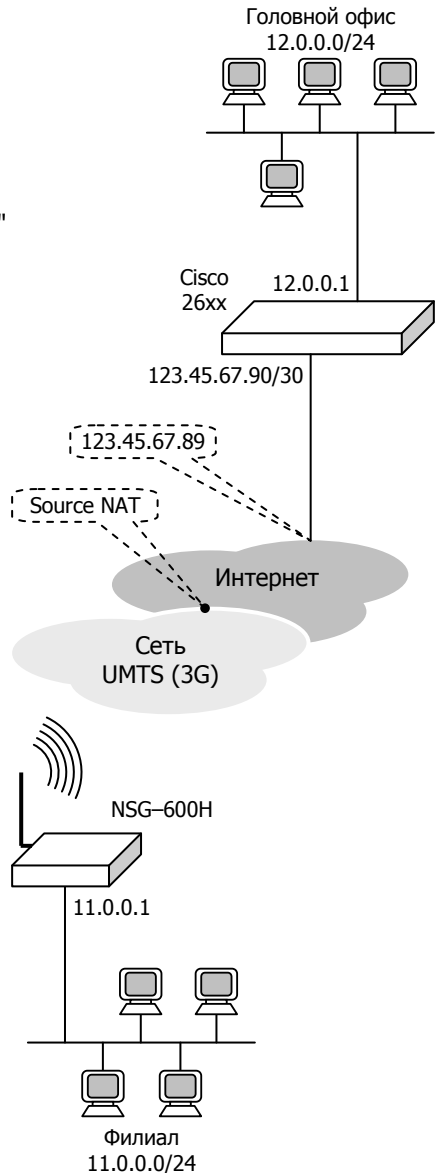 Головной офис
12.0.0.0/24
"
Cisco
26xx
12.0.0.1
123.45.67.90/30
123.45.67.89
Source NAT
Интернет
Сеть
UMTS (3G)
NSG–600H
11.0.0.1
Филиал
11.0.0.0/24